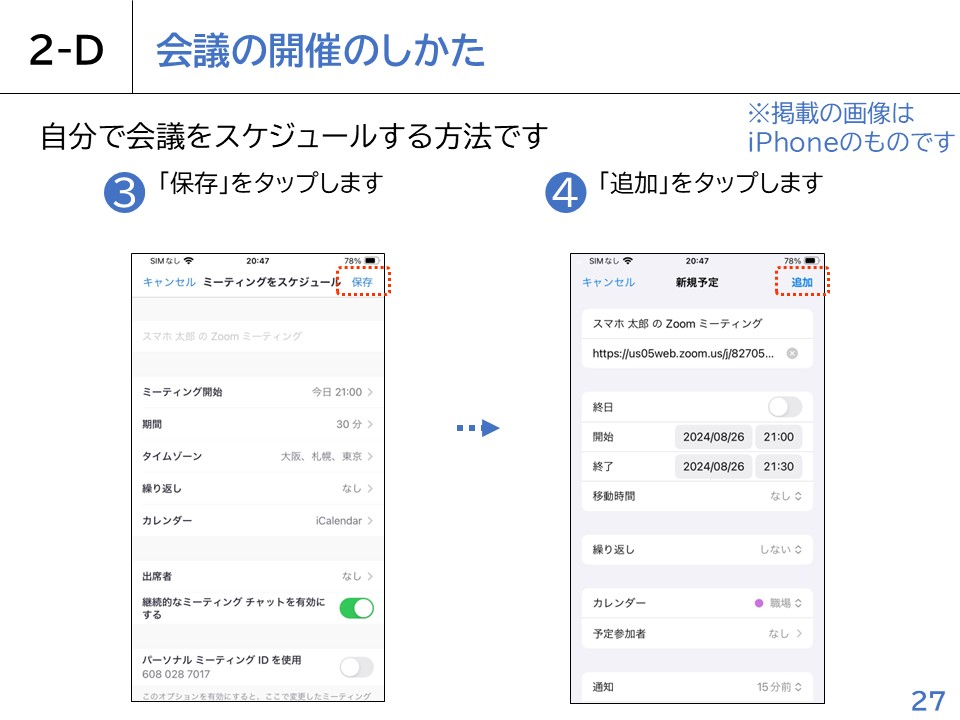 2-D
会議の開催のしかた
自分で会議をスケジュールする方法です
※掲載の画像は
iPhoneのものです
❸
「保存」をタップします
SIMなし
20:47
78%
キャンセル ミーティングをスケジュール 保存
スマホ 太郎 の Zoom ミーティング
ミーティング開始 今日 21:00
期間 30 分
タイムゾーン 大阪、札幌、東京
繰り返し なし
カレンダー iCalendar
出席者 なし
継続的なミーティング チャットを有効に
する
パーソナル ミーティング ID を使用
608 028 7017
このオプションを有効にすると、ここで変更したミーティング
❹
「追加」をタップします
SIMなし
20:47
78%
キャンセル 新規予定 追加
スマホ 太郎 の Zoom ミーティング
https://us05web.zoom.us/j/82705...
終日
開始 2024/08/26 21:00
終了 2024/08/26 21:30
移動時間 なし
繰り返し しない
カレンダー 職場
予定参加者 なし
通知 15分前
27